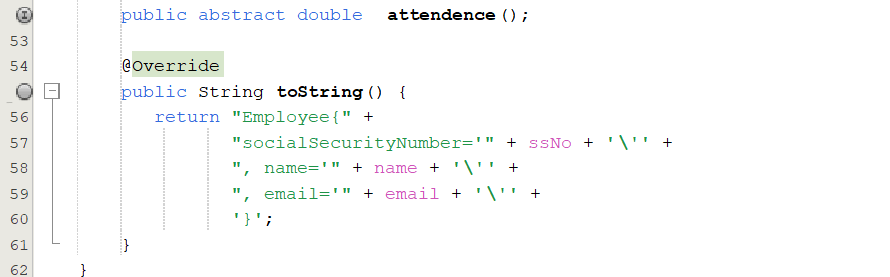 public abstract double  attendence();
53
54 @Override
public String toString() {
56 return "Employee{" +
57 "socialSecurityNumber='" + ssNo + '\'' +
58 ", name='" + name + '\'' +
59 ", email='" + email + '\'' +
60 '}';
61 }
62 }